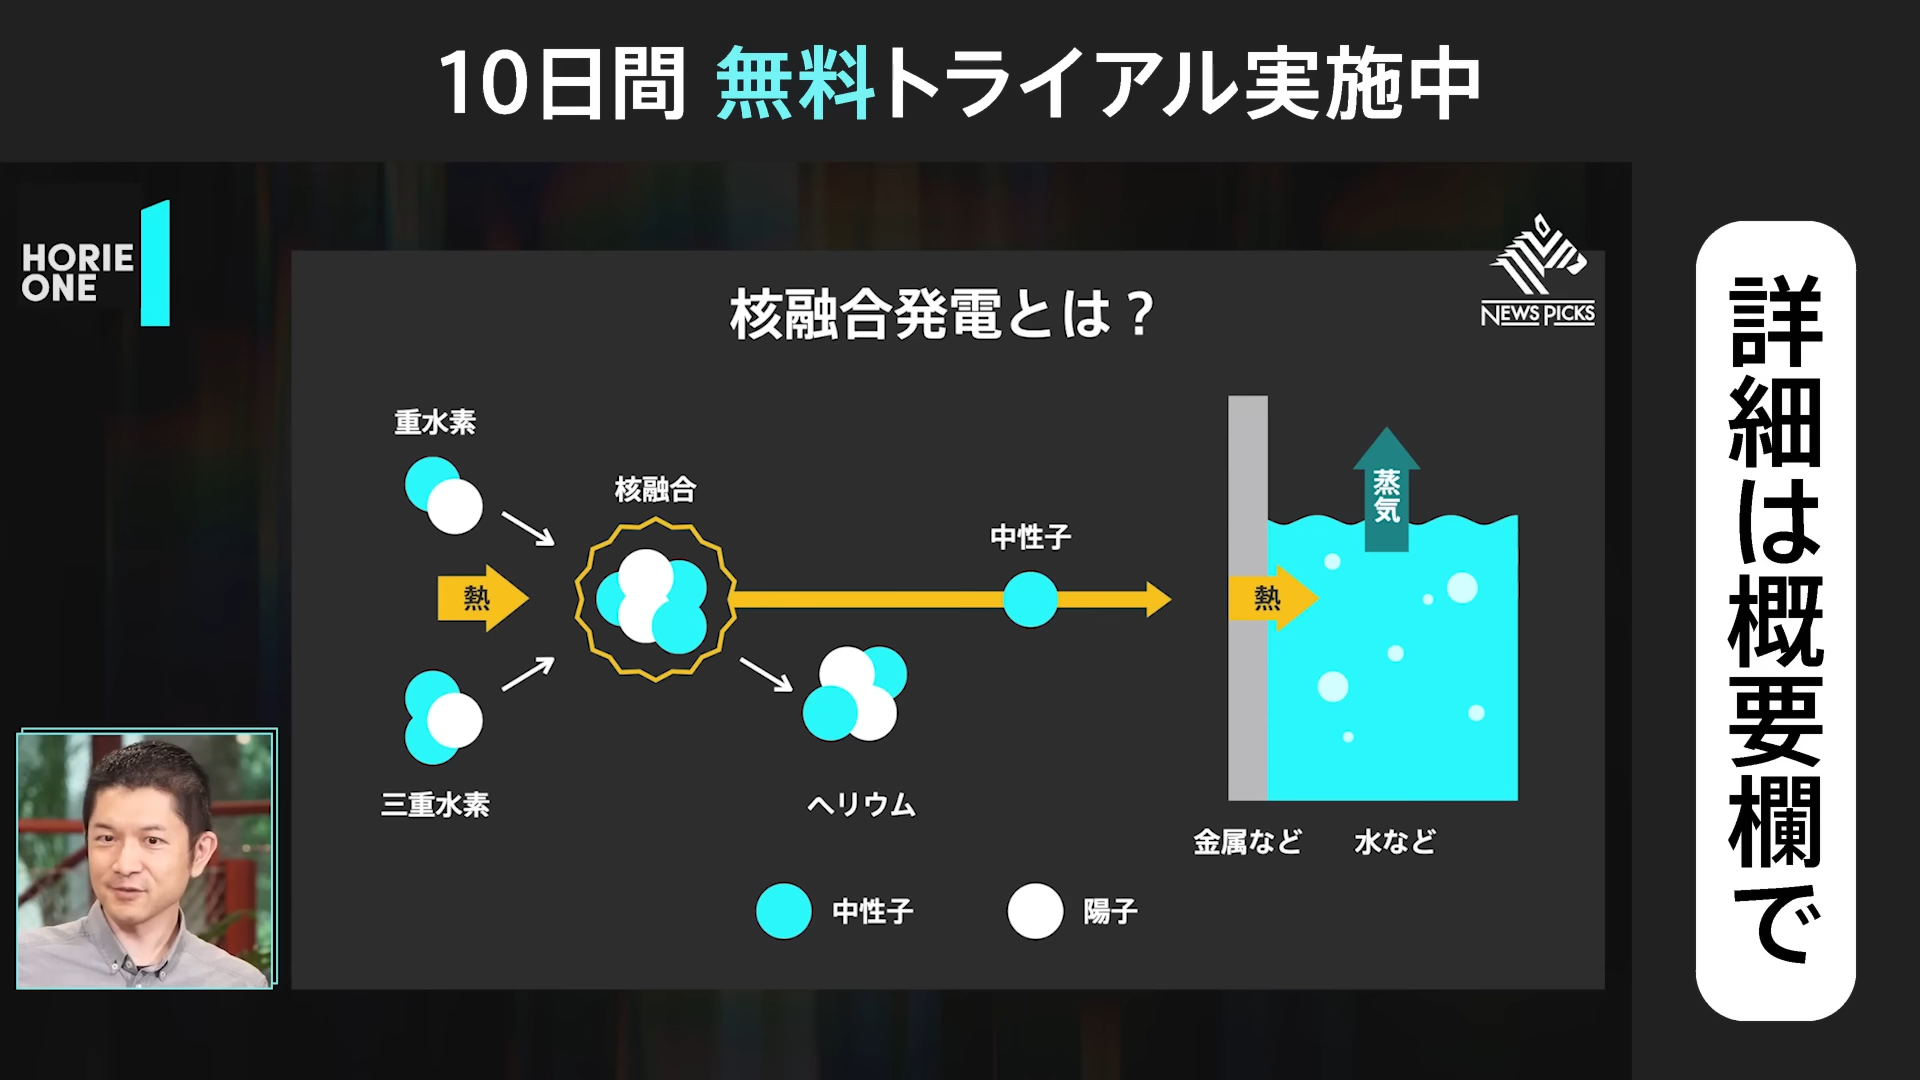 10日間 無料トライアル実施中
HORIE
ONE
NEWS PICKS
核融合発電とは？
重水素
核融合
中性子
蒸気
熱
熱
三重水素
ヘリウム
金属など
水など
中性子
陽子
詳細は概要欄で